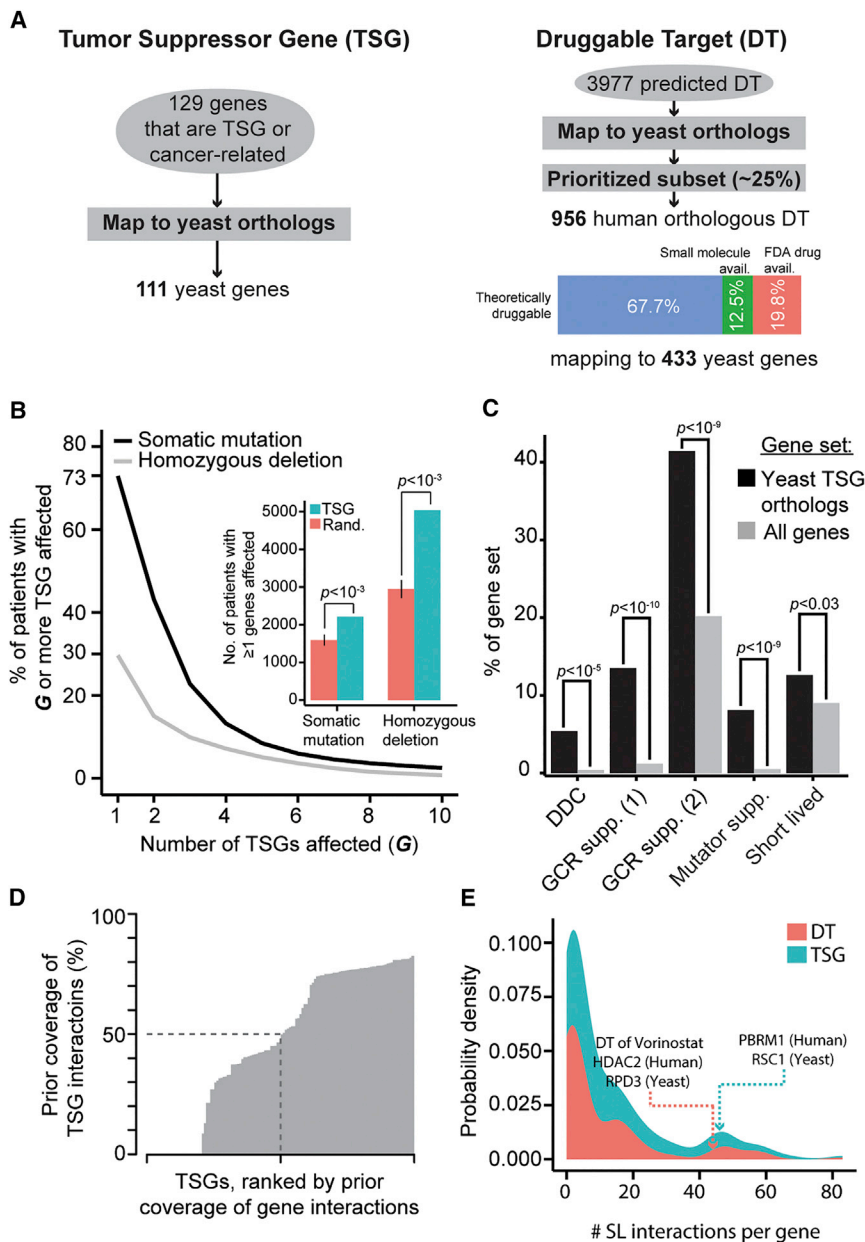 A
Tumor Suppressor Gene (TSG)
129 genes
that are TSG or
cancer-related
Map to yeast orthologs
111 yeast genes
Druggable Target (DT)
3977 predicted DT
Map to yeast orthologs
Prioritized subset (~25%)
956 human orthologous DT
Small molecule
avail.
FDA drug
avail.
Theoretically
druggable
67.7%
12.5%
19.8%
mapping to 433 yeast genes
B
% of patients with
G or more TSG affected
80
73
60
40
30
20
0
Somatic mutation
Homozygous deletion
No. of patients with
≥1 genes affected
5000
4000
3000
2000
1000
0
TSG
Rand.
p<10-3
p<10-3
Somatic
mutation
Homozygous
deletion
1
2
4
6
8
10
Number of TSGs affected (G)
C
% of gene set
40
20
10
0
p<10-5
p<10-10
p<10-9
p<10-9
p<0.03
Gene set:
Yeast TSG
orthologs
All genes
DDC
GCR supp. (1)
GCR supp. (2)
Mutator supp.
Short lived
D
Prior coverage of
TSG interactoins (%)
100
50
0
TSGs, ranked by prior
coverage of gene interactions
E
Probability density
0.100
0.075
0.050
0.025
0.000
DT
TSG
DT of Vorinostat
HDAC2 (Human)
RPD3 (Yeast)
PBRM1 (Human)
RSC1 (Yeast)
0
20
40
60
80
# SL interactions per gene